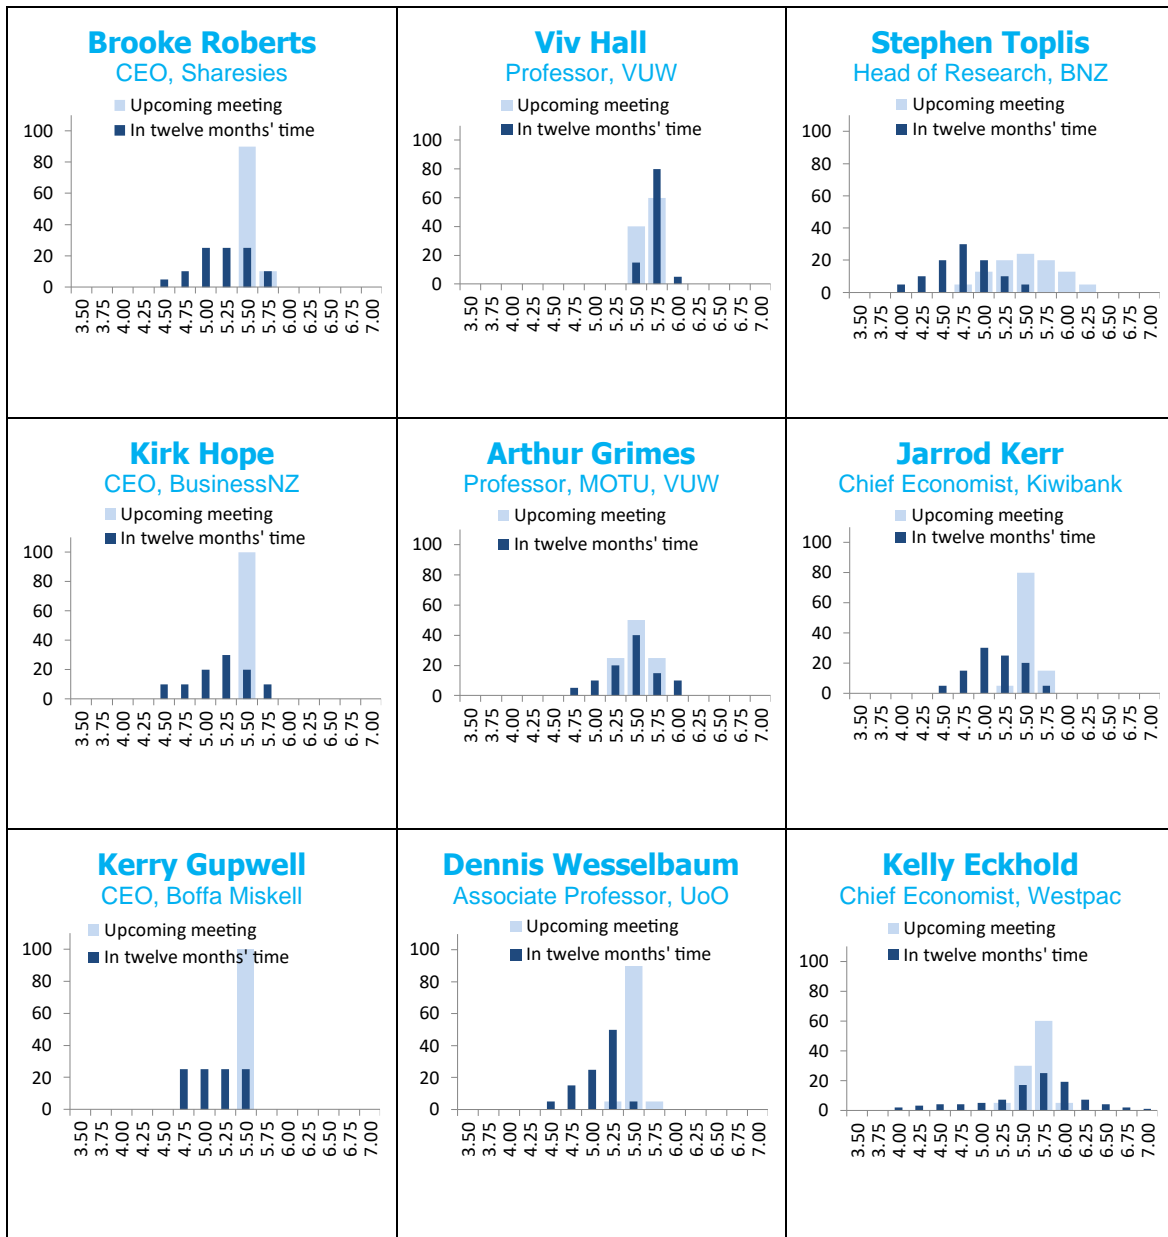 Brooke Roberts
CEO, Sharesies
Upcoming meeting
In twelve months' time
100
80
60
40
20
0
3.50 3.75 4.00 4.25 4.50 4.75 5.00 5.25 5.50 5.75 6.00 6.25 6.50 6.75 7.00
Viv Hall
Professor, VUW
Upcoming meeting
In twelve months' time
100
80
60
40
20
0
3.50 3.75 4.00 4.25 4.50 4.75 5.00 5.25 5.50 5.75 6.00 6.25 6.50 6.75 7.00
Stephen Toplis
Head of Research, BNZ
Upcoming meeting
In twelve months' time
100
80
60
40
20
0
3.50 3.75 4.00 4.25 4.50 4.75 5.00 5.25 5.50 5.75 6.00 6.25 6.50 6.75 7.00
Kirk Hope
CEO, BusinessNZ
Upcoming meeting
In twelve months' time
100
80
60
40
20
0
3.50 3.75 4.00 4.25 4.50 4.75 5.00 5.25 5.50 5.75 6.00 6.25 6.50 6.75 7.00
Arthur Grimes
Professor, MOTU, VUW
Upcoming meeting
In twelve months' time
100
80
60
40
20
0
3.50 3.75 4.00 4.25 4.50 4.75 5.00 5.25 5.50 5.75 6.00 6.25 6.50 6.75 7.00
Jarrod Kerr
Chief Economist, Kiwibank
Upcoming meeting
In twelve months' time
100
80
60
40
20
0
3.50 3.75 4.00 4.25 4.50 4.75 5.00 5.25 5.50 5.75 6.00 6.25 6.50 6.75 7.00
Kerry Gupwell
CEO, Boffa Miskell
Upcoming meeting
In twelve months' time
100
80
60
40
20
0
3.50 3.75 4.00 4.25 4.50 4.75 5.00 5.25 5.50 5.75 6.00 6.25 6.50 6.75 7.00
Dennis Wesselbaum
Associate Professor, UoO
Upcoming meeting
In twelve months' time
100
80
60
40
20
0
3.50 3.75 4.00 4.25 4.50 4.75 5.00 5.25 5.50 5.75 6.00 6.25 6.50 6.75 7.00
Kelly Eckhold
Chief Economist, Westpac
Upcoming meeting
In twelve months' time
100
80
60
40
20
0
3.50 3.75 4.00 4.25 4.50 4.75 5.00 5.25 5.50 5.75 6.00 6.25 6.50 6.75 7.00